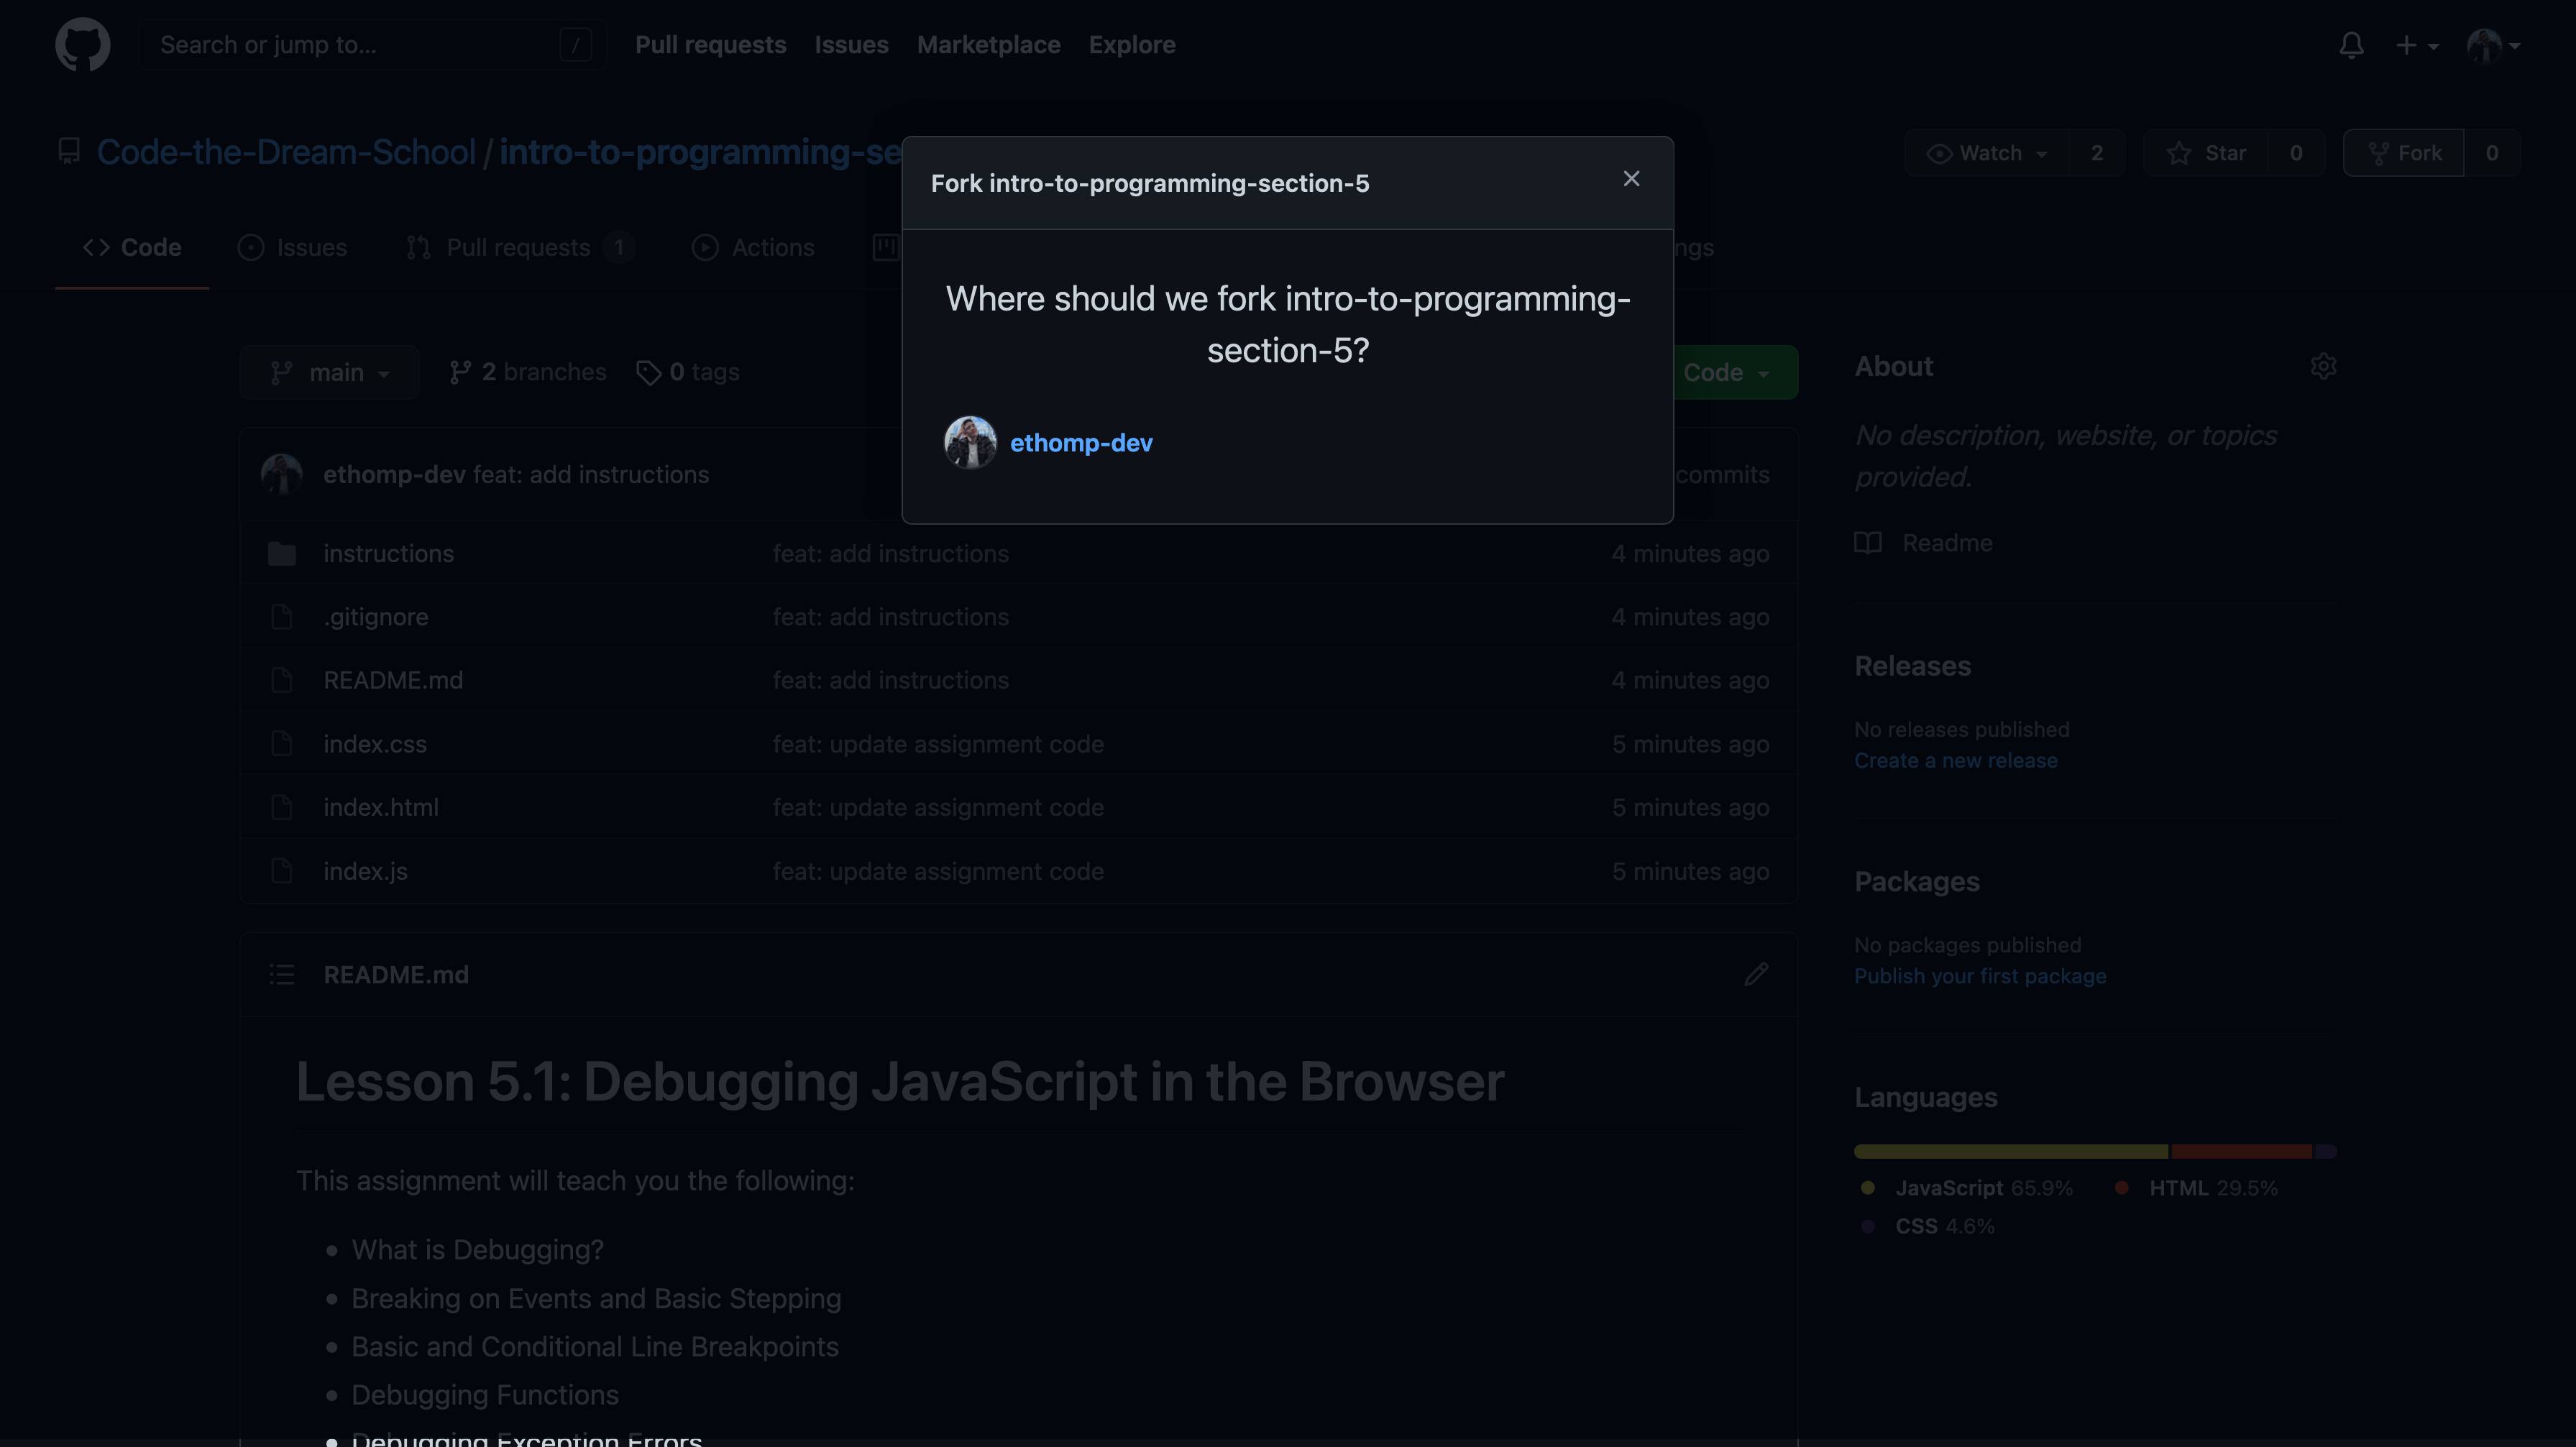 Search or jump to... / Pull requests Issues Marketplace Explore
Code-the-Dream-School / intro-to-programming-se
Watch 2 Star 0 Fork 0
Fork intro-to-programming-section-5
Code Issues Pull requests 1 Actions ngs
Where should we fork intro-to-programming-
section-5?
main 2 branches 0 tags Code
ethomp-dev
ethomp-dev feat: add instructions commits
instructions feat: add instructions 4 minutes ago
.gitignore feat: add instructions 4 minutes ago
README.md feat: add instructions 4 minutes ago
index.css feat: update assignment code 5 minutes ago
index.html feat: update assignment code 5 minutes ago
index.js feat: update assignment code 5 minutes ago
README.md
Lesson 5.1: Debugging JavaScript in the Browser
This assignment will teach you the following:
What is Debugging?
Breaking on Events and Basic Stepping
Basic and Conditional Line Breakpoints
Debugging Functions
Debugging Exception Errors
About
No description, website, or topics
provided.
Readme
Releases
No releases published
Create a new release
Packages
No packages published
Publish your first package
Languages
JavaScript 65.9% HTML 29.5%
CSS 4.6%